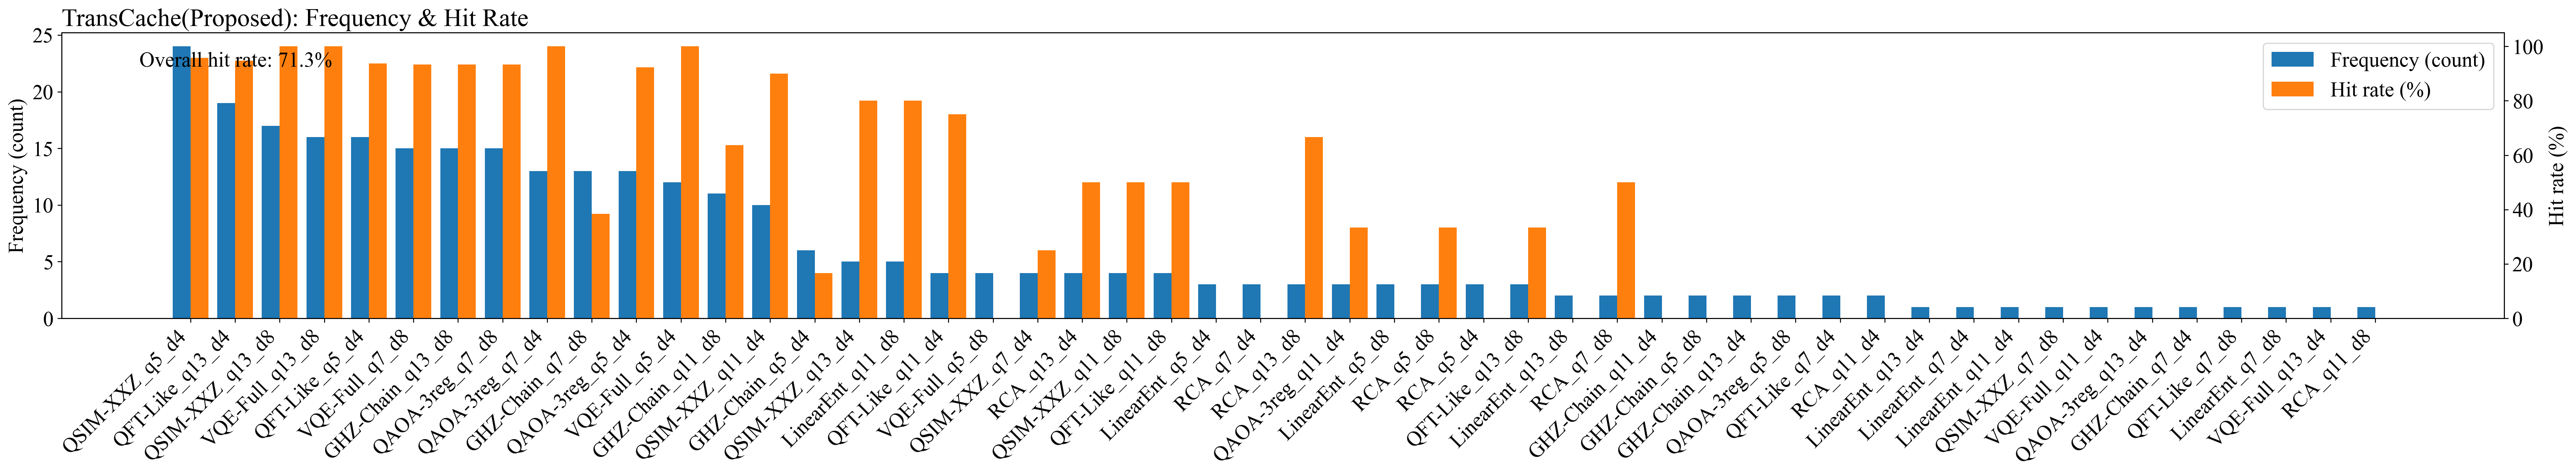 TransCache(Proposed): Frequency & Hit Rate
Overall hit rate: 71.3%
Frequency (count)
Hit rate (%)
Frequency (count)
25
20
15
10
5
0
Hit rate (%)
100
80
60
40
20
0
QSIM-XXZ_q5_d4
QFT-Like_q13_d4
QSIM-XXZ_q13_d8
VQE-Full_q13_d8
QFT-Like_q5_d4
VQE-Full_q7_d8
GHZ-Chain_q13_d8
QAOA-3reg_q7_d8
QAOA-3reg_q7_d4
GHZ-Chain_q7_d8
QAOA-3reg_q5_d4
VQE-Full_q5_d4
GHZ-Chain_q11_d8
QSIM-XXZ_q11_d4
GHZ-Chain_q5_d4
QSIM-XXZ_q13_d4
LinearEnt_q11_d8
QFT-Like_q11_d4
VQE-Full_q5_d8
QSIM-XXZ_q7_d4
RCA_q13_d4
QSIM-XXZ_q11_d8
QFT-Like_q11_d8
LinearEnt_q5_d4
RCA_q7_d4
RCA_q13_d8
QAOA-3reg_q11_d4
LinearEnt_q5_d8
RCA_q5_d8
RCA_q5_d4
QFT-Like_q13_d8
LinearEnt_q13_d8
RCA_q7_d8
GHZ-Chain_q11_d4
GHZ-Chain_q5_d8
GHZ-Chain_q13_d4
QAOA-3reg_q5_d8
QFT-Like_q7_d4
RCA_q11_d4
LinearEnt_q13_d4
LinearEnt_q7_d4
LinearEnt_q11_d4
QSIM-XXZ_q7_d8
VQE-Full_q11_d4
QAOA-3reg_q13_d4
GHZ-Chain_q7_d4
QFT-Like_q7_d8
LinearEnt_q7_d8
VQE-Full_q13_d4
RCA_q11_d8